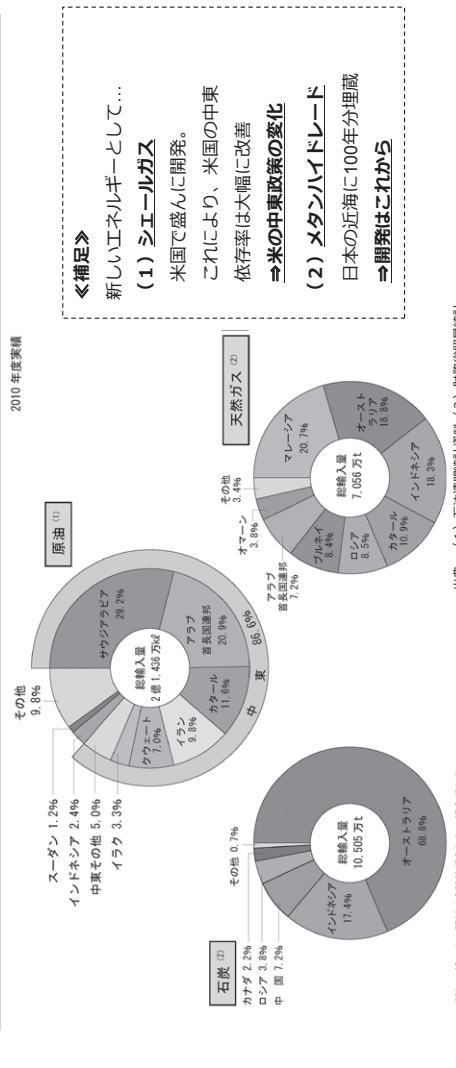 2010 年度実績
原油 (1)
総輸入量
2 億 1,436 万kℓ
サウジアラビア
29.2%
アラブ
首長国連邦
20.9%
カタール
11.6%
イラン
9.8%
クウェート
7.0%
イラク 3.3%
中東その他 5.0%
インドネシア 2.4%
スーダン 1.2%
その他
9.8%
中東
86.6%
石炭 (2)
総輸入量
10,505 万t
オーストラリア
68.8%
インドネシア
17.4%
中 国 7.2%
ロシア 3.8%
カナダ 2.2%
その他 0.7%
天然ガス (2)
総輸入量
7,056 万t
マレーシア
20.7%
オースト
ラリア
18.8%
インドネシア
18.3%
カタール
10.9%
ロシア
8.5%
ブルネイ
8.4%
アラブ
首長国連邦
7.2%
オマーン
3.8%
その他
3.4%
≪補足≫
新しいエネルギーとして…
（1）シェールガス
米国で盛んに開発。
これにより、米国の中東
依存率は大幅に改善
⇒米の中東政策の変化
（2）メタンハイドレード
日本の近海に100年分埋蔵
⇒開発はこれから